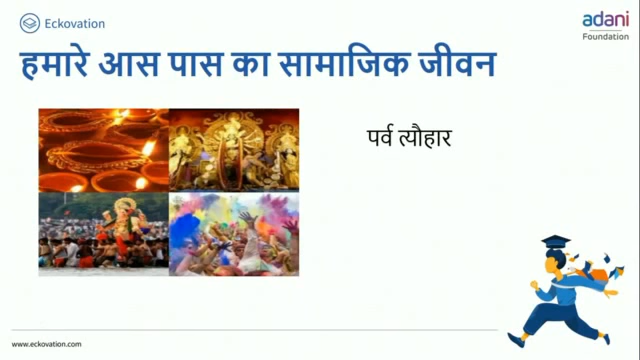 Eckovation
adani
Foundation
हमारे आस पास का सामाजिक जीवन
पर्व त्यौहार
www.eckovation.com